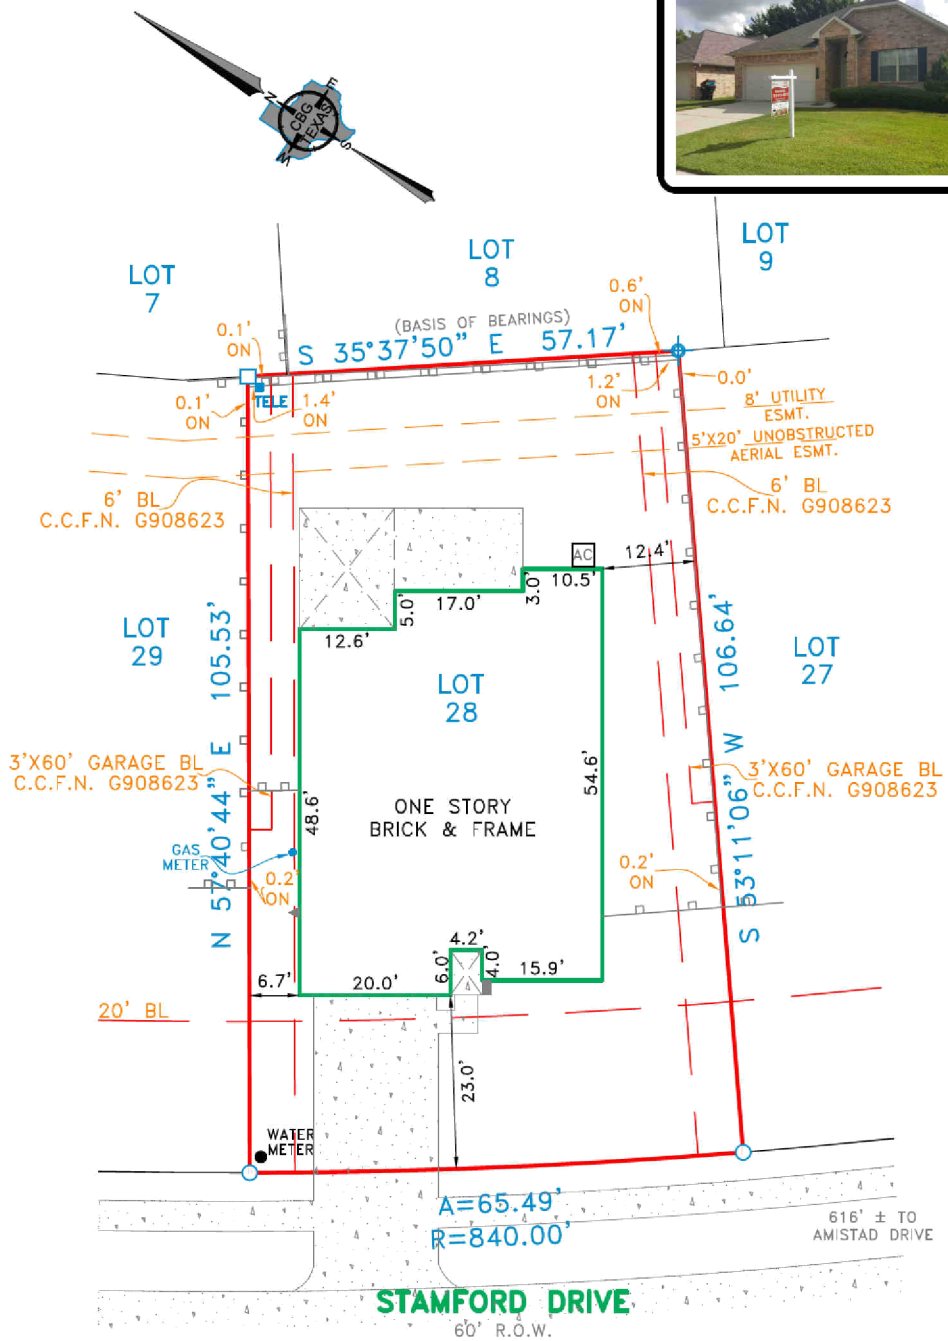 N
E
CBG
TEXAS
W
S
LOT
7
LOT
8
LOT
9
0.1'
ON
(BASIS OF BEARINGS)
S 35°37'50" E 57.17'
0.6'
ON
0.1'
ON
TELE
1.4'
ON
1.2'
ON
0.0'
8' UTILITY
ESMT.
5'X20' UNOBSTRUCTED
AERIAL ESMT.
6' BL
C.C.F.N. G908623
6' BL
C.C.F.N. G908623
AC
12.4'
10.5'
3.0'
17.0'
5.0'
12.6'
LOT
29
N 57°40'44" E 105.53'
LOT
28
S 53°11'06" W 106.64'
LOT
27
3'X60' GARAGE BL
C.C.F.N. G908623
3'X60' GARAGE BL
C.C.F.N. G908623
48.6'
54.6'
ONE STORY
BRICK & FRAME
GAS
METER
0.2'
ON
0.2'
ON
4.2'
6.0'
4.0'
15.9'
6.7'
20.0'
20' BL
23.0'
WATER
METER
A=65.49'
R=840.00'
616' ± TO
AMISTAD DRIVE
STAMFORD DRIVE
60' R.O.W.